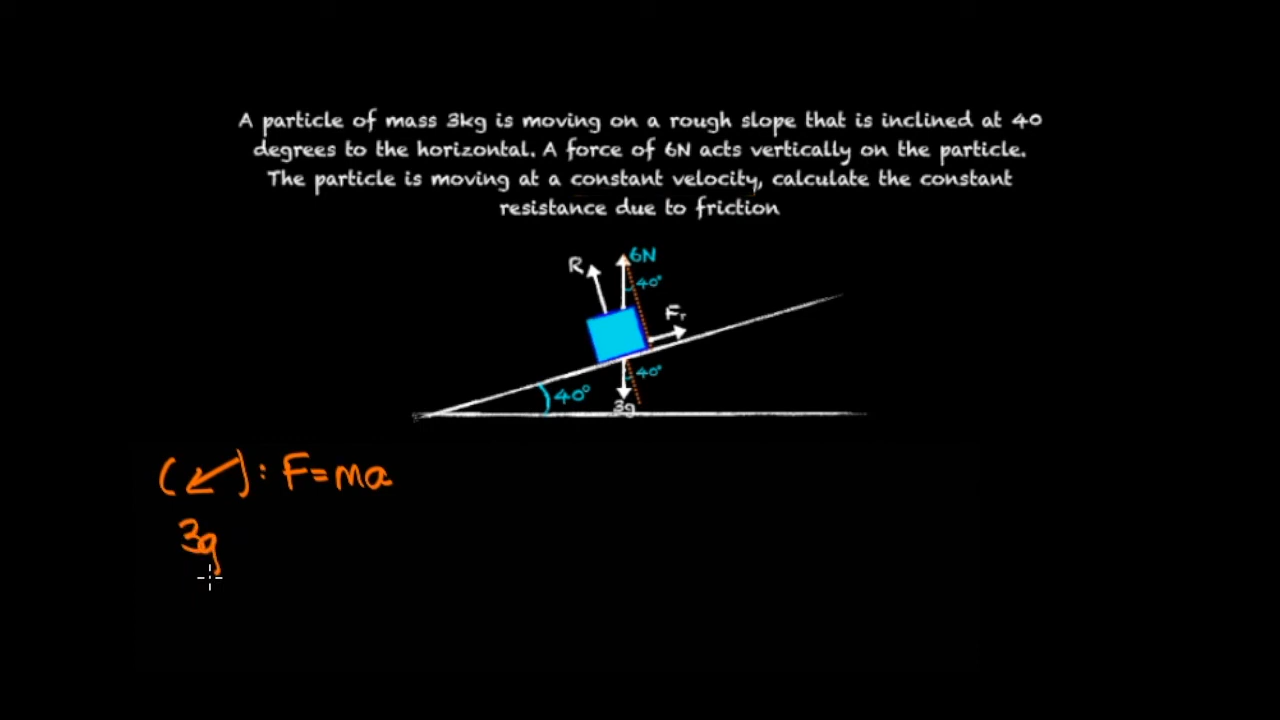 A particle of mass 3kg is moving on a rough slope that is inclined at 40
degrees to the horizontal. A force of 6N acts vertically on the particle.
The particle is moving at a constant velocity, calculate the constant
resistance due to friction
6N
R
40°
Fr
40°
40°
3g
(↙): F=ma
3g